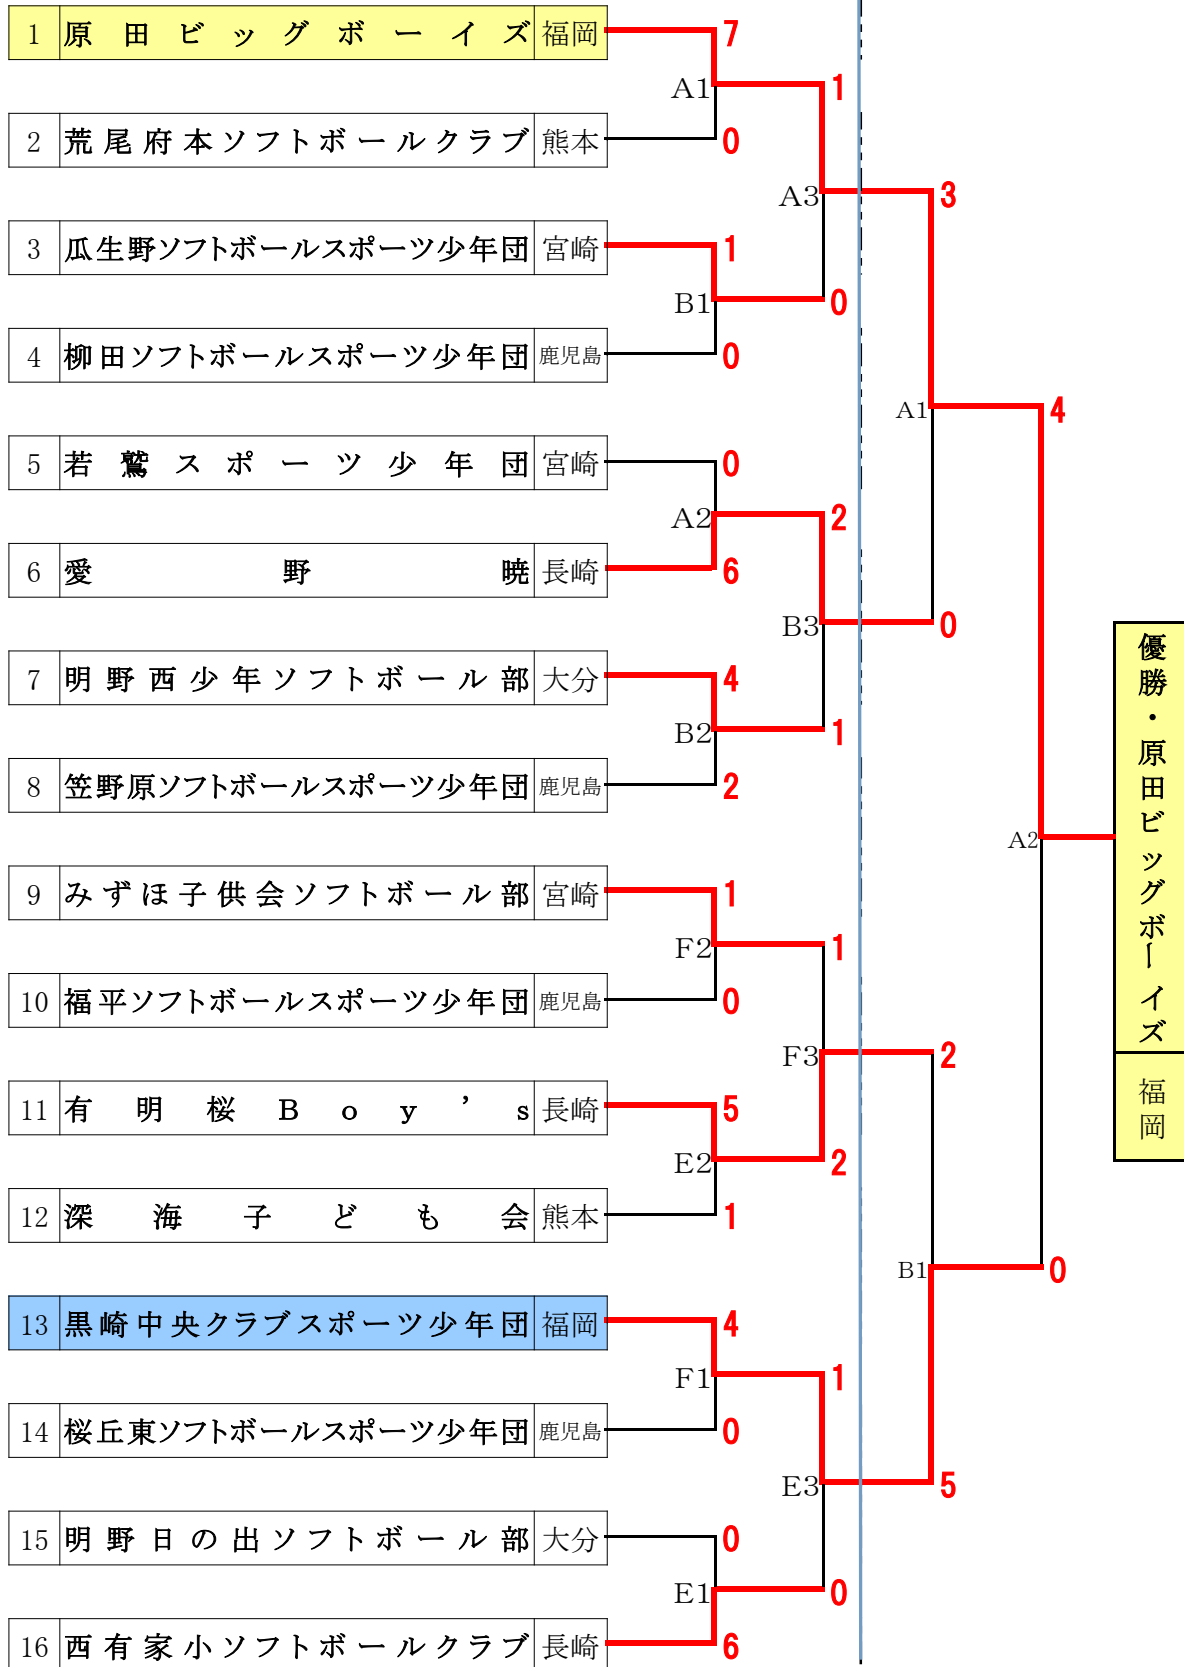 1 原田ビッグボーイズ 福岡 7
A1 1
2 荒尾府本ソフトボールクラブ 熊本 0
A3 3
3 瓜生野ソフトボールスポーツ少年団 宮崎 1
B1 0
4 柳田ソフトボールスポーツ少年団 鹿児島 0
A1 4
5 若鷲スポーツ少年団 宮崎 0
A2 2
6 愛野暁 長崎 6
B3 0
7 明野西少年ソフトボール部 大分 4
B2 1
8 笠野原ソフトボールスポーツ少年団 鹿児島 2
A2
優勝・原田ビッグボーイズ
福岡
9 みずほ子供会ソフトボール部 宮崎 1
F2 1
10 福平ソフトボールスポーツ少年団 鹿児島 0
F3 2
11 有明桜Boy’s 長崎 5
E2 2
12 深海子ども会 熊本 1
B1 0
13 黒崎中央クラブスポーツ少年団 福岡 4
F1 1
14 桜丘東ソフトボールスポーツ少年団 鹿児島 0
E3 5
15 明野日の出ソフトボール部 大分 0
E1 0
16 西有家小ソフトボールクラブ 長崎 6